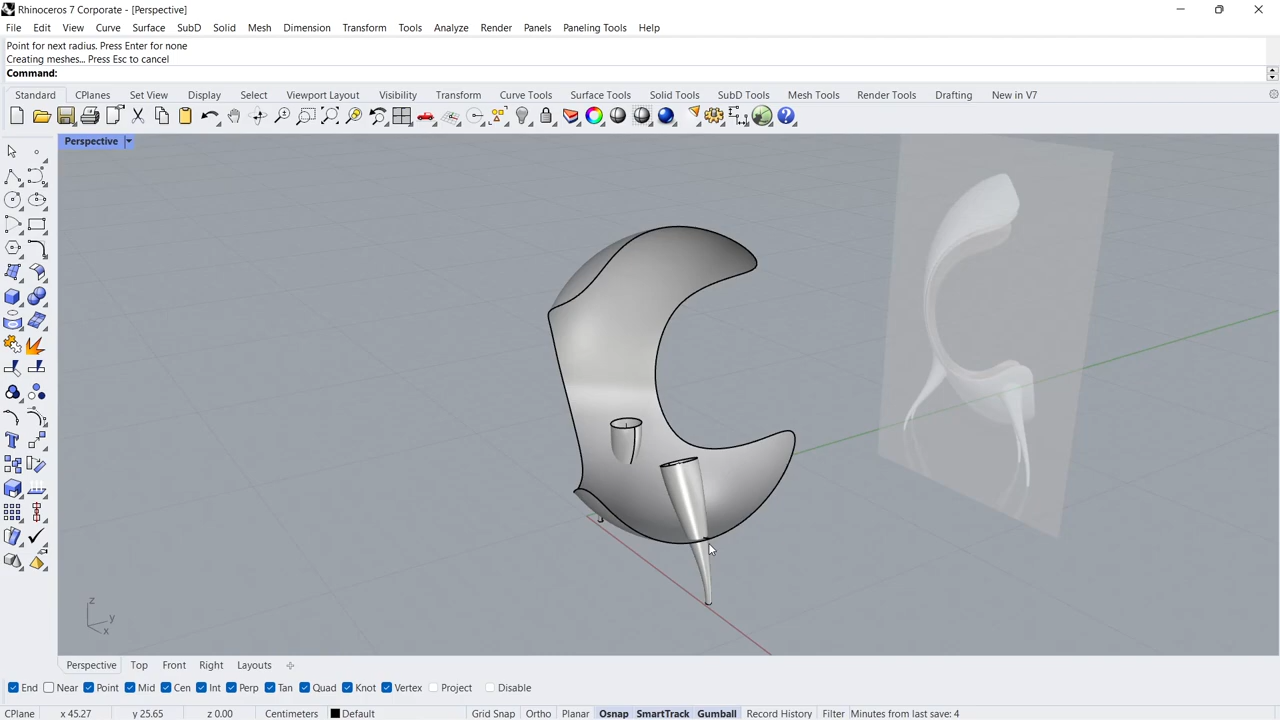 Rhinoceros 7 Corporate - [Perspective]
File Edit View Curve Surface SubD Solid Mesh Dimension Transform Tools Analyze Render Panels Paneling Tools Help
Point for next radius. Press Enter for none
Creating meshes... Press Esc to cancel
Command:
Standard CPlanes Set View Display Select Viewport Layout Visibility Transform Curve Tools Surface Tools Solid Tools SubD Tools Mesh Tools Render Tools Drafting New in V7
Perspective
z
y
x
Perspective Top Front Right Layouts
End Near Point Mid Cen Int Perp Tan Quad Knot Vertex Project Disable
CPlane x 45.27 y 25.65 z 0.00 Centimeters Default Grid Snap Ortho Planar Osnap SmartTrack Gumball Record History Filter Minutes from last save: 4